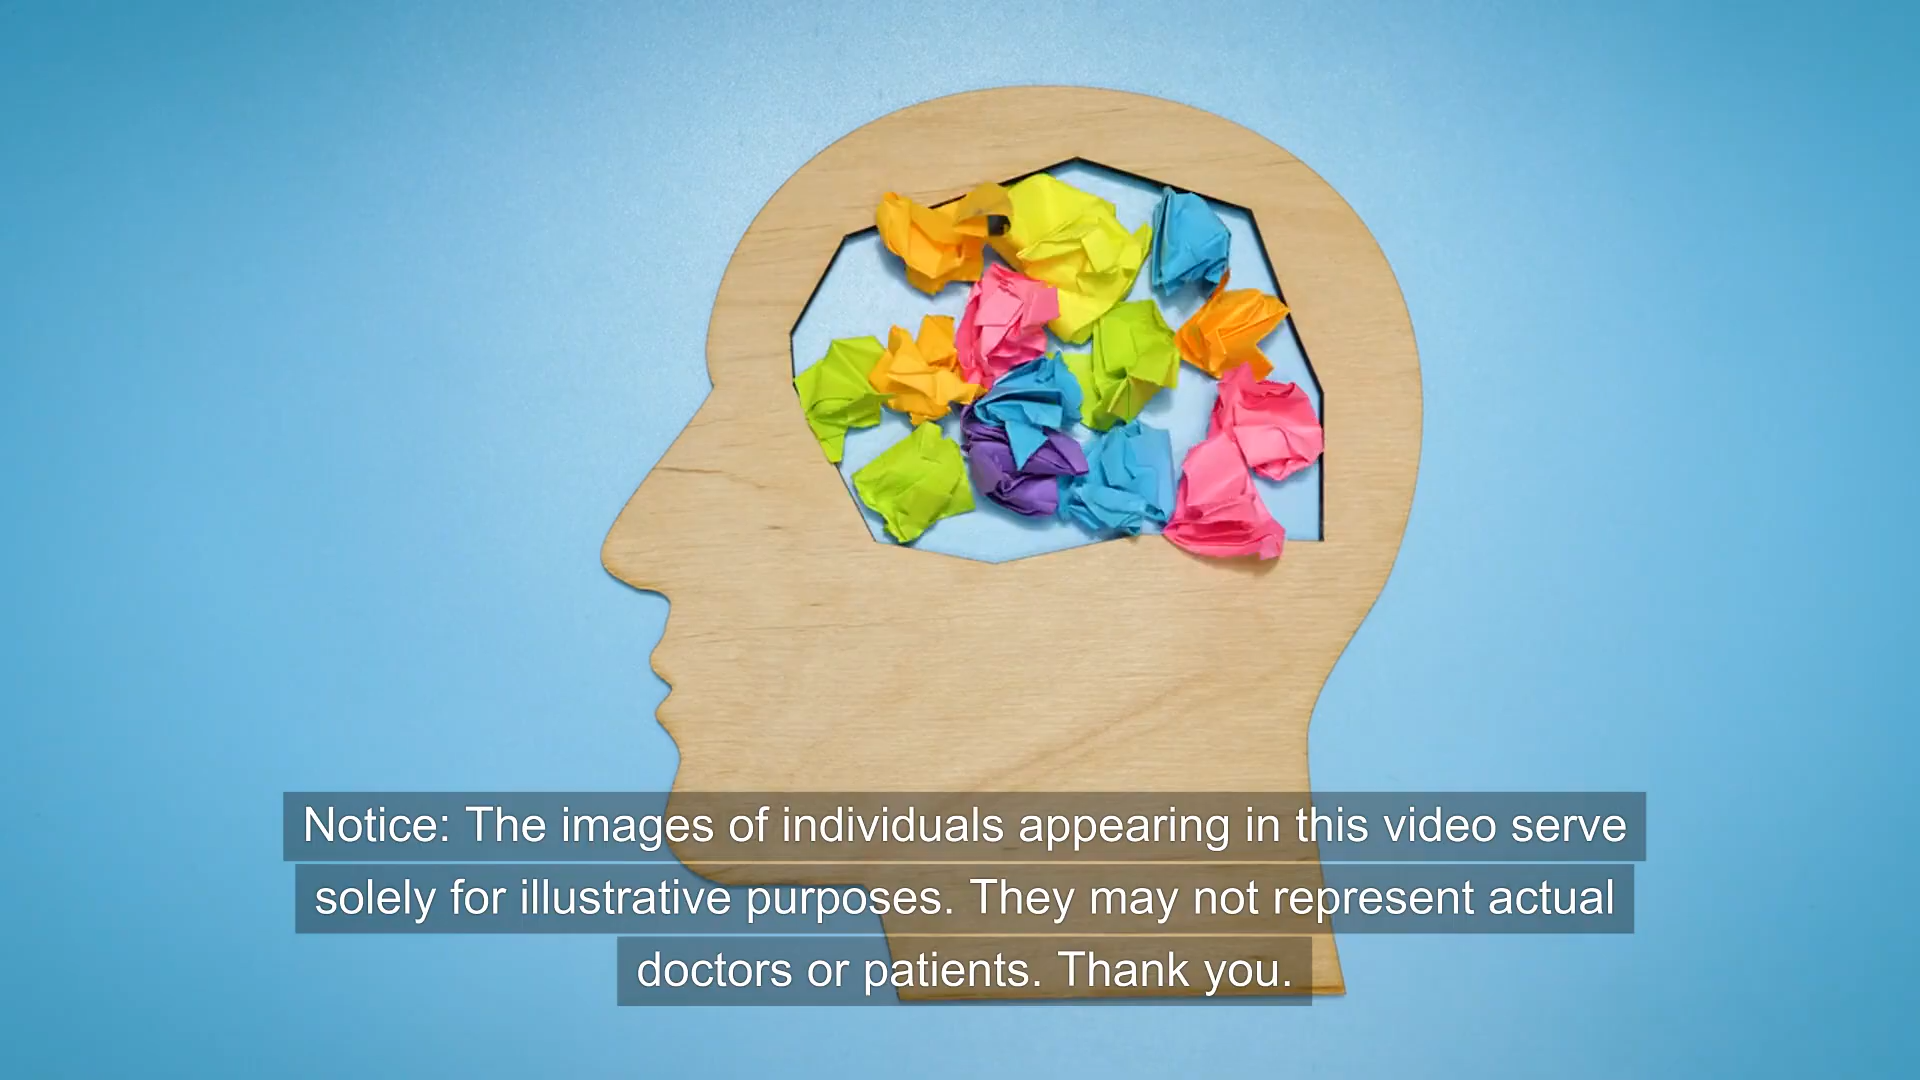 Notice: The images of individuals appearing in this video serve
solely for illustrative purposes. They may not represent actual
doctors or patients. Thank you.